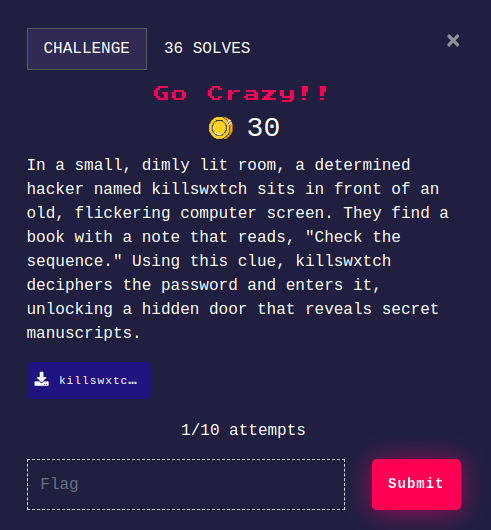 CHALLENGE 36 SOLVES ×
Go Crazy!!
30
In a small, dimly lit room, a determined
hacker named killswxtch sits in front of an
old, flickering computer screen. They find a
book with a note that reads, "Check the
sequence." Using this clue, killswxtch
deciphers the password and enters it,
unlocking a hidden door that reveals secret
manuscripts.
killswxtc…
1/10 attempts
Flag Submit